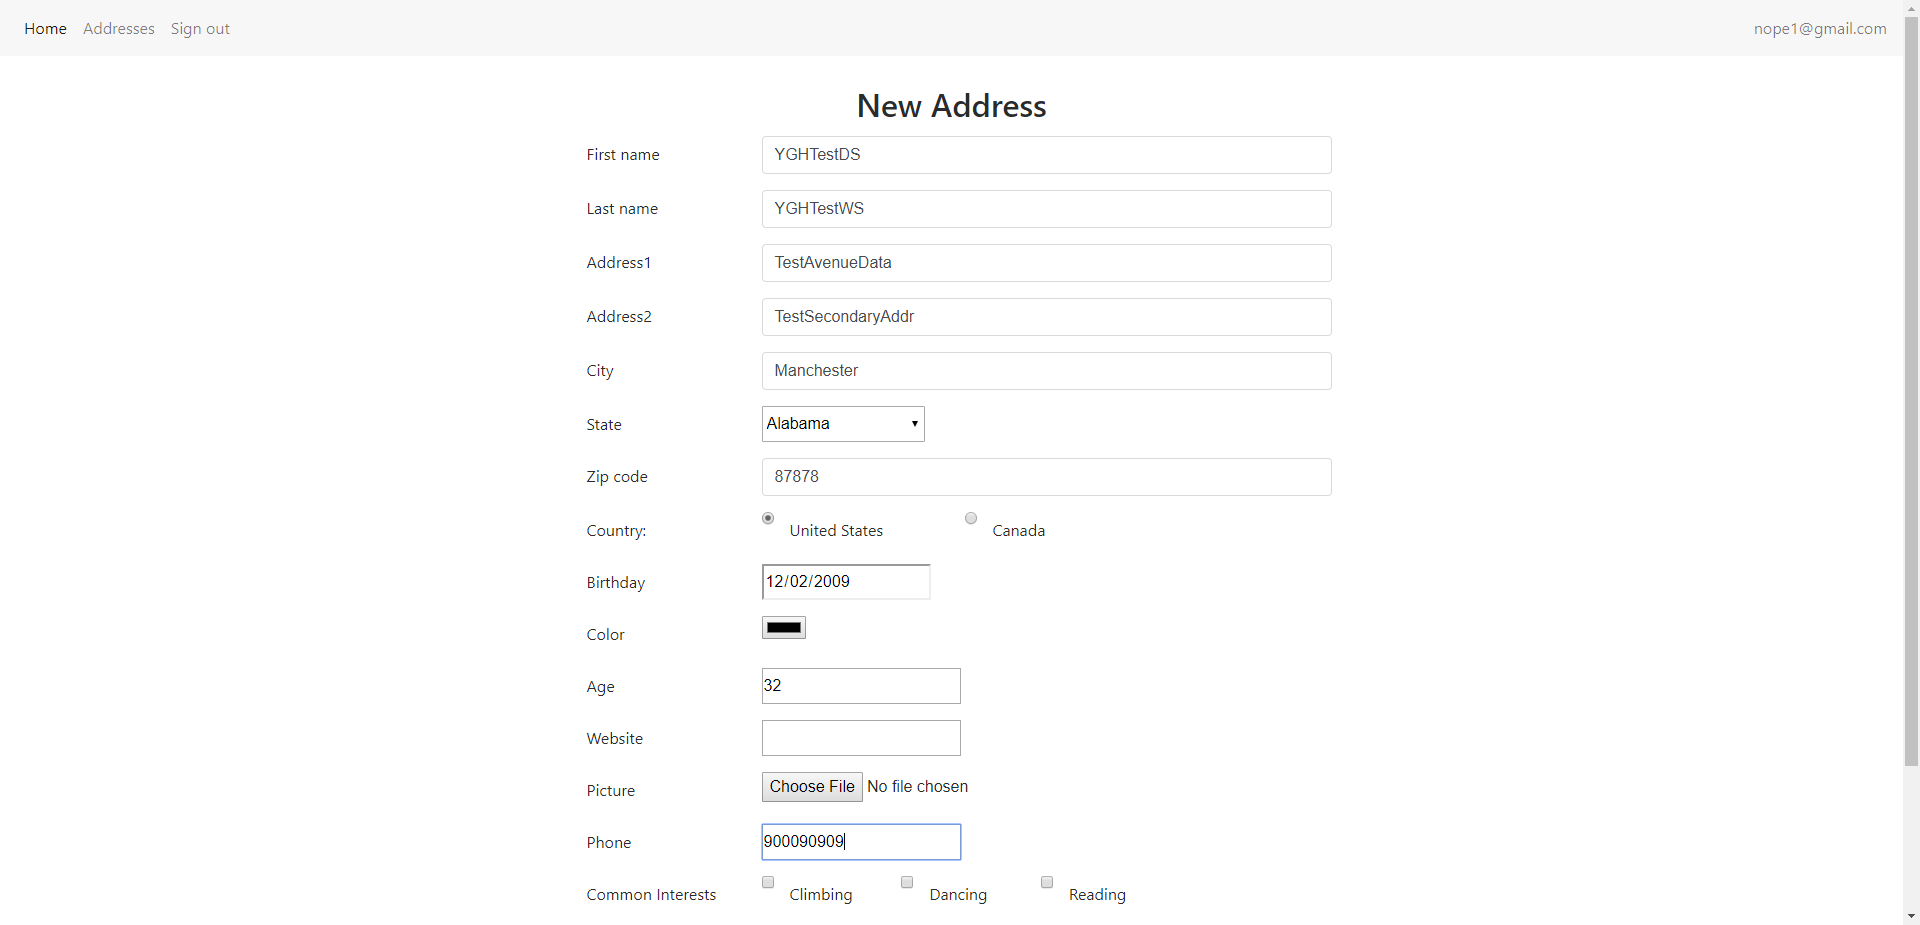 Home Addresses Sign out nope1@gmail.com
New Address
First name YGHTestDS
Last name YGHTestWS
Address1 TestAvenueData
Address2 TestSecondaryAddr
City Manchester
State Alabama
Zip code 87878
Country: United States Canada
Birthday 12/02/2009
Color
Age 32
Website
Picture Choose File No file chosen
Phone 900090909
Common Interests Climbing Dancing Reading